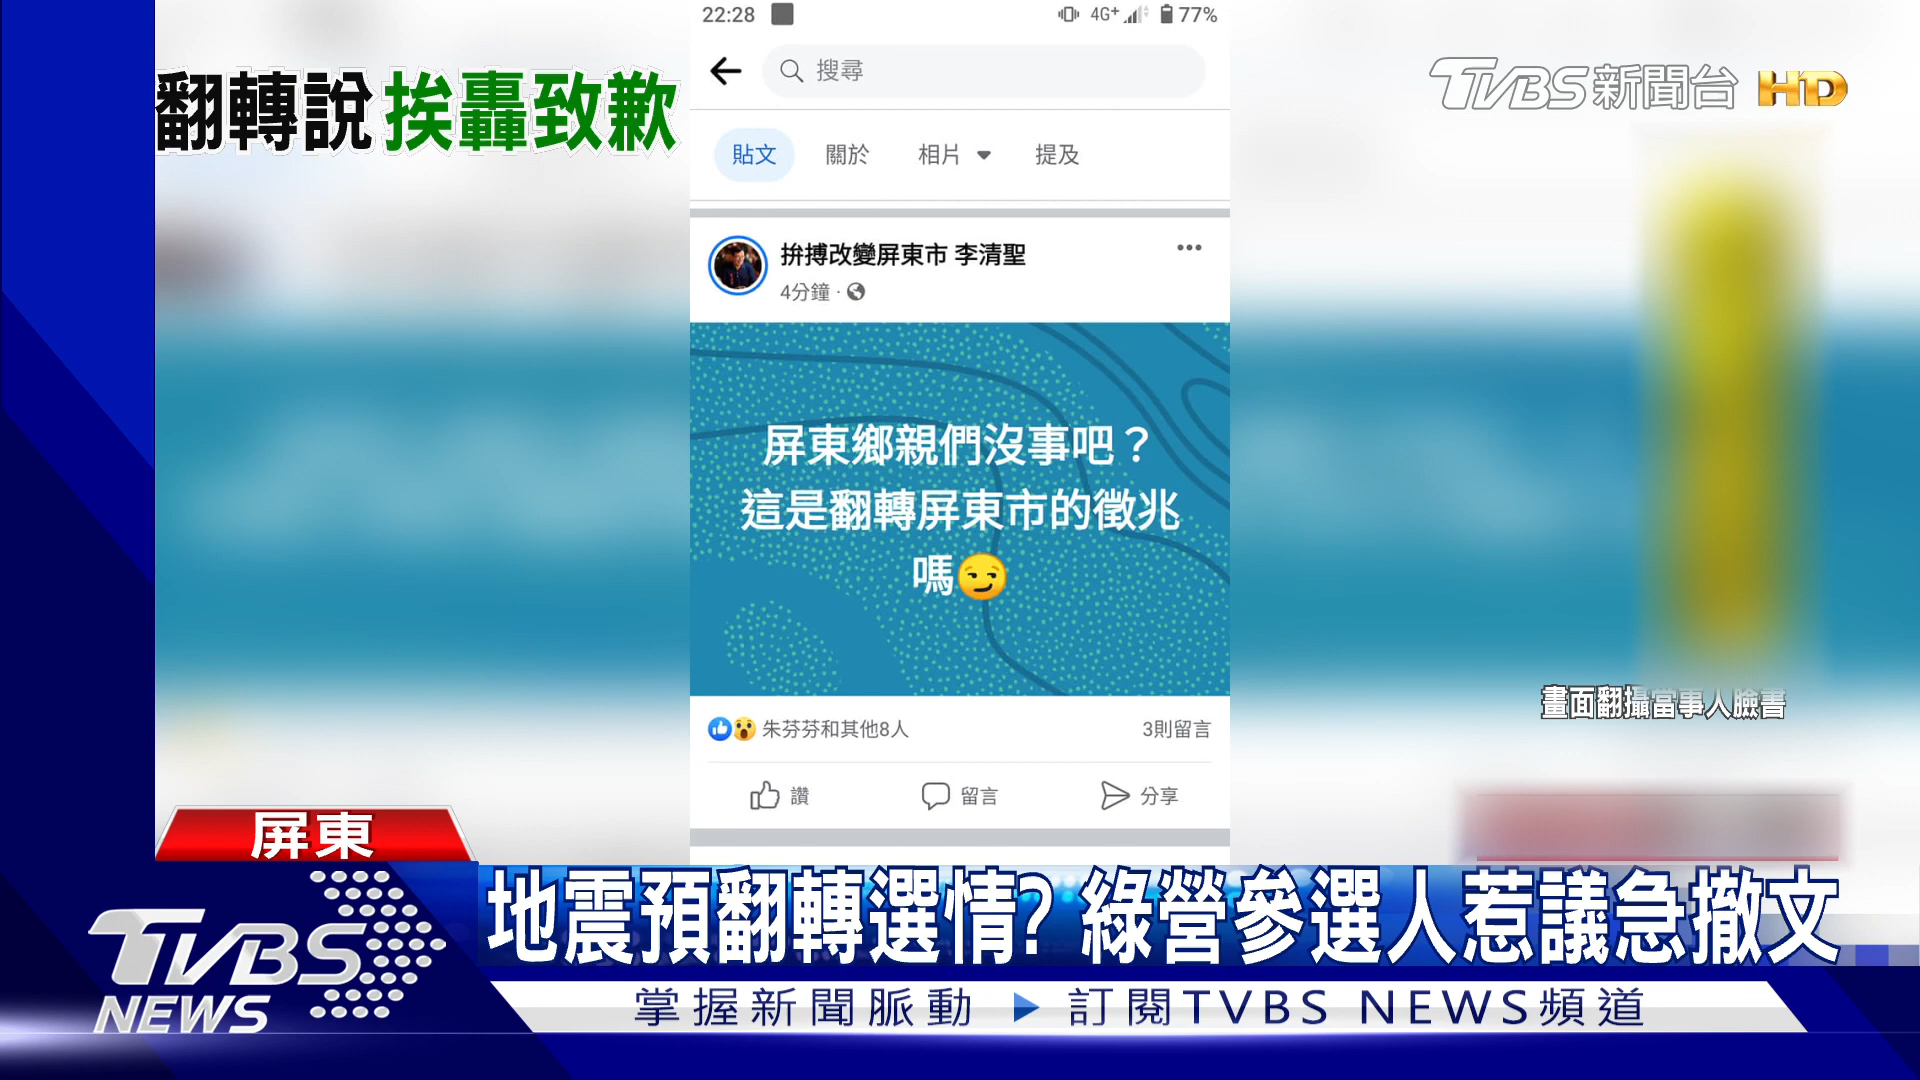 翻轉說挨轟致歉
22:28
4G+
77%
搜尋
TVBS新聞台 HD
貼文 關於 相片 提及
拚搏改變屏東市 李清聖
4分鐘 ·
屏東鄉親們沒事吧？
這是翻轉屏東市的徵兆
嗎
朱芬芬和其他8人
3則留言
讚 留言 分享
畫面翻攝當事人臉書
屏東
地震預翻轉選情? 綠營參選人惹議急撤文
TVBS
NEWS
掌握新聞脈動 ▶ 訂閱TVBS NEWS頻道